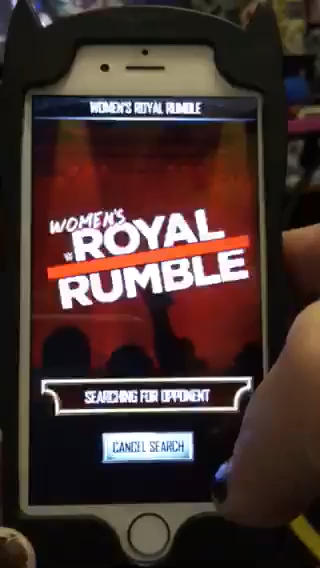 WOMEN'S ROYAL RUMBLE
WOMEN'S
ROYAL
RUMBLE
SEARCHING FOR OPPONENT
CANCEL SEARCH